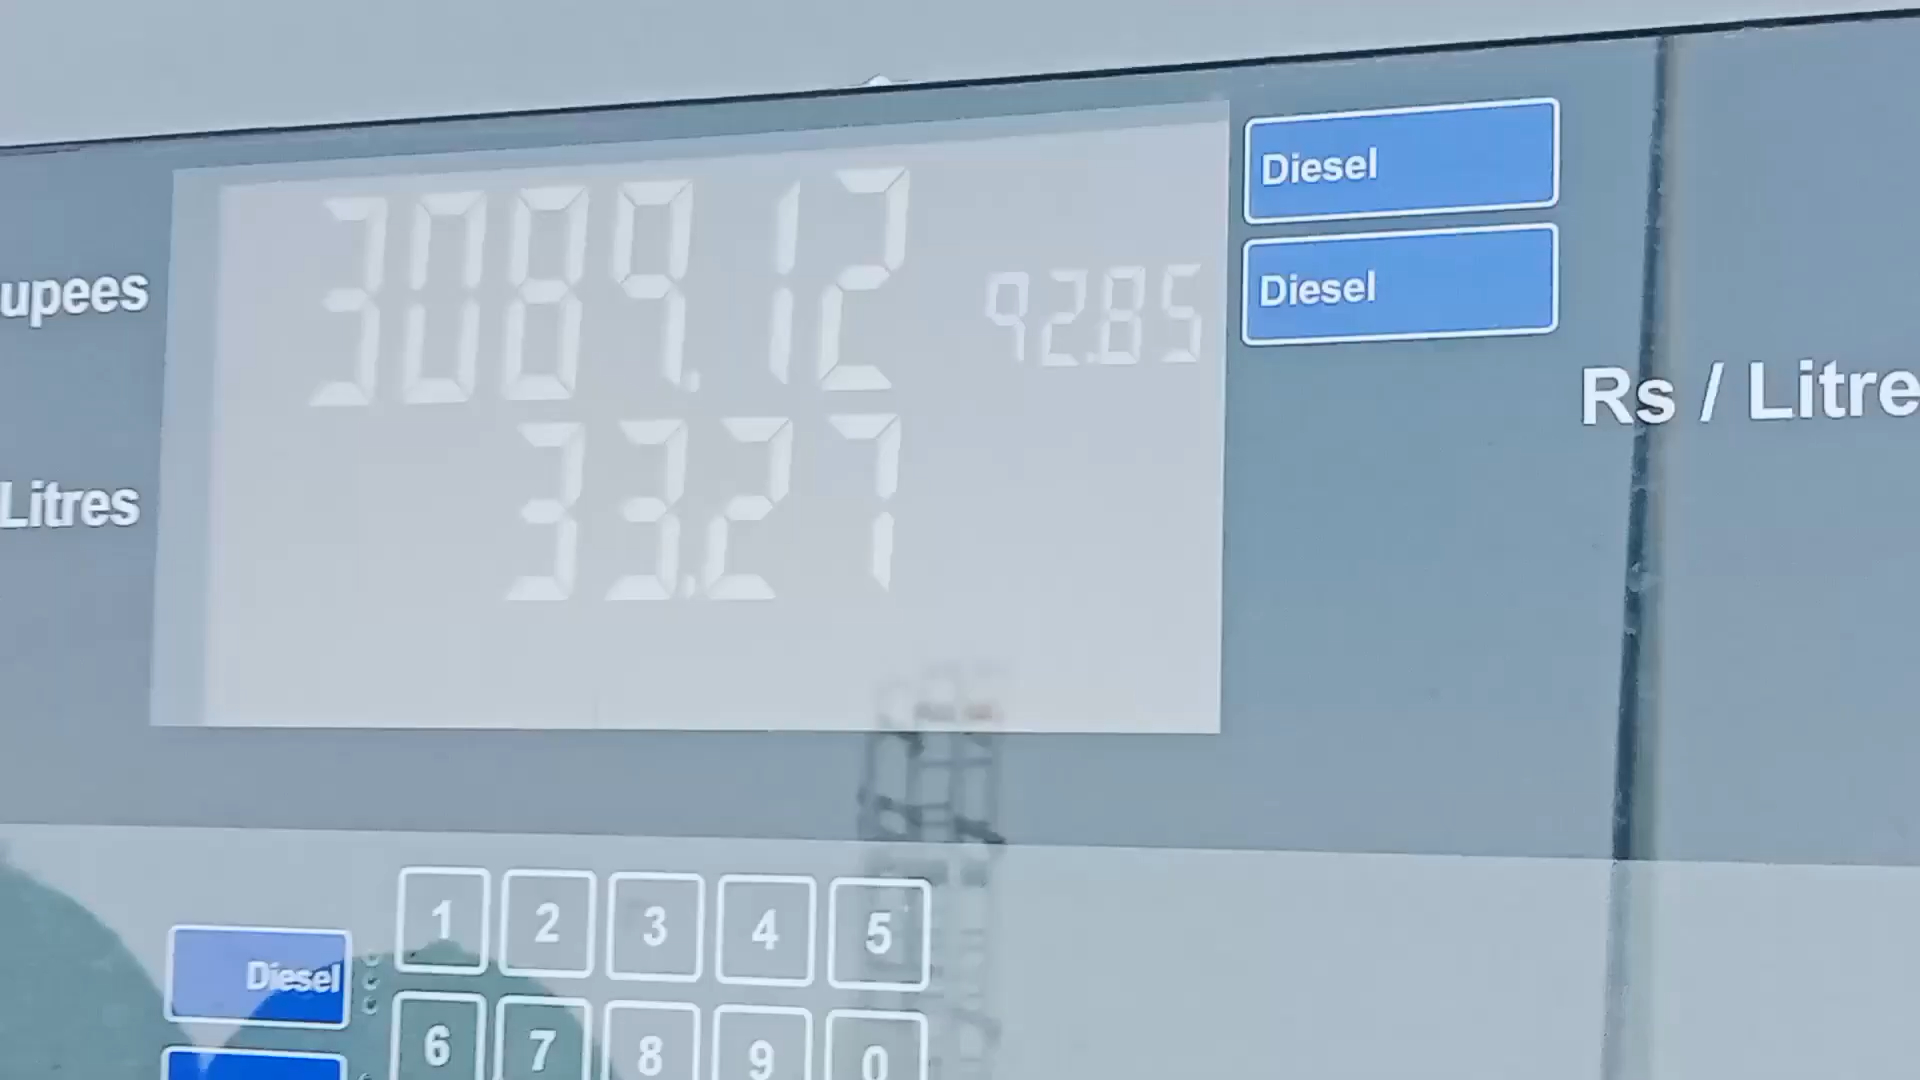 upees
3089.12
92.85
Litres
33.27
Diesel
Diesel
Rs / Litre
Diesel
1 2 3 4 5
6 7 8 9 0